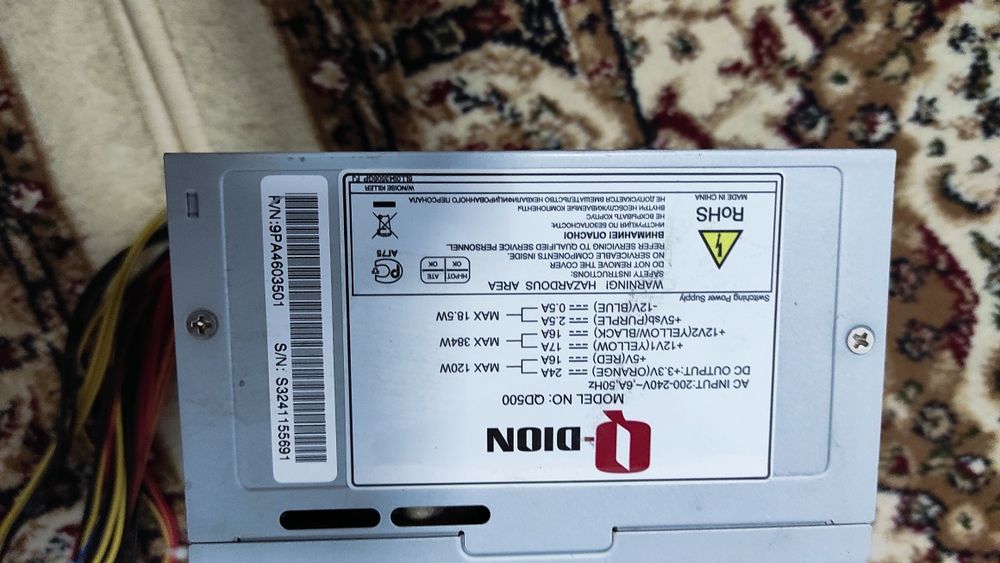 Q-DION
MODEL NO: QD500
AC INPUT:200-240V~,6A,50Hz
DC OUTPUT:+3.3V(ORANGE) 24A
+5V(RED) 16A MAX 120W
+12V1(YELLOW) 17A
+12V2(YELLOW/BLACK) 16A MAX 384W
+5Vsb(PURPLE) 2.5A
-12V(BLUE) 0.5A MAX 18.5W
Switching Power Supply
WARNING! HAZARDOUS AREA
SAFETY INSTRUCTIONS:
DO NOT REMOVE THE COVER
NO SERVICABLE COMPONENTS INSIDE.
REFER SERVICING TO QUALIFIED SERVICE PERSONNEL.
ВНИМАНИЕ!ОПАСНО!
ИНСТРУКЦИЯ ПО БЕЗОПАСНОСТИ:
НЕ ВСКРЫВАТЬ КОРПУС
ВНУТРИ НЕОБСЛУЖИВАЕМЫЕ КОМПОНЕНТЫ
НЕ ДОПУСКАЕТСЯ ВМЕШАТЕЛЬСТВО НЕКВАЛИФИЦИРОВАННОГО ПЕРСОНАЛА
RoHS
MADE IN CHINA
HI-POT ATE
OK OK
АГ75
W/NOISE KILLER
P/N:9PA4603501
S/N: S3241155691